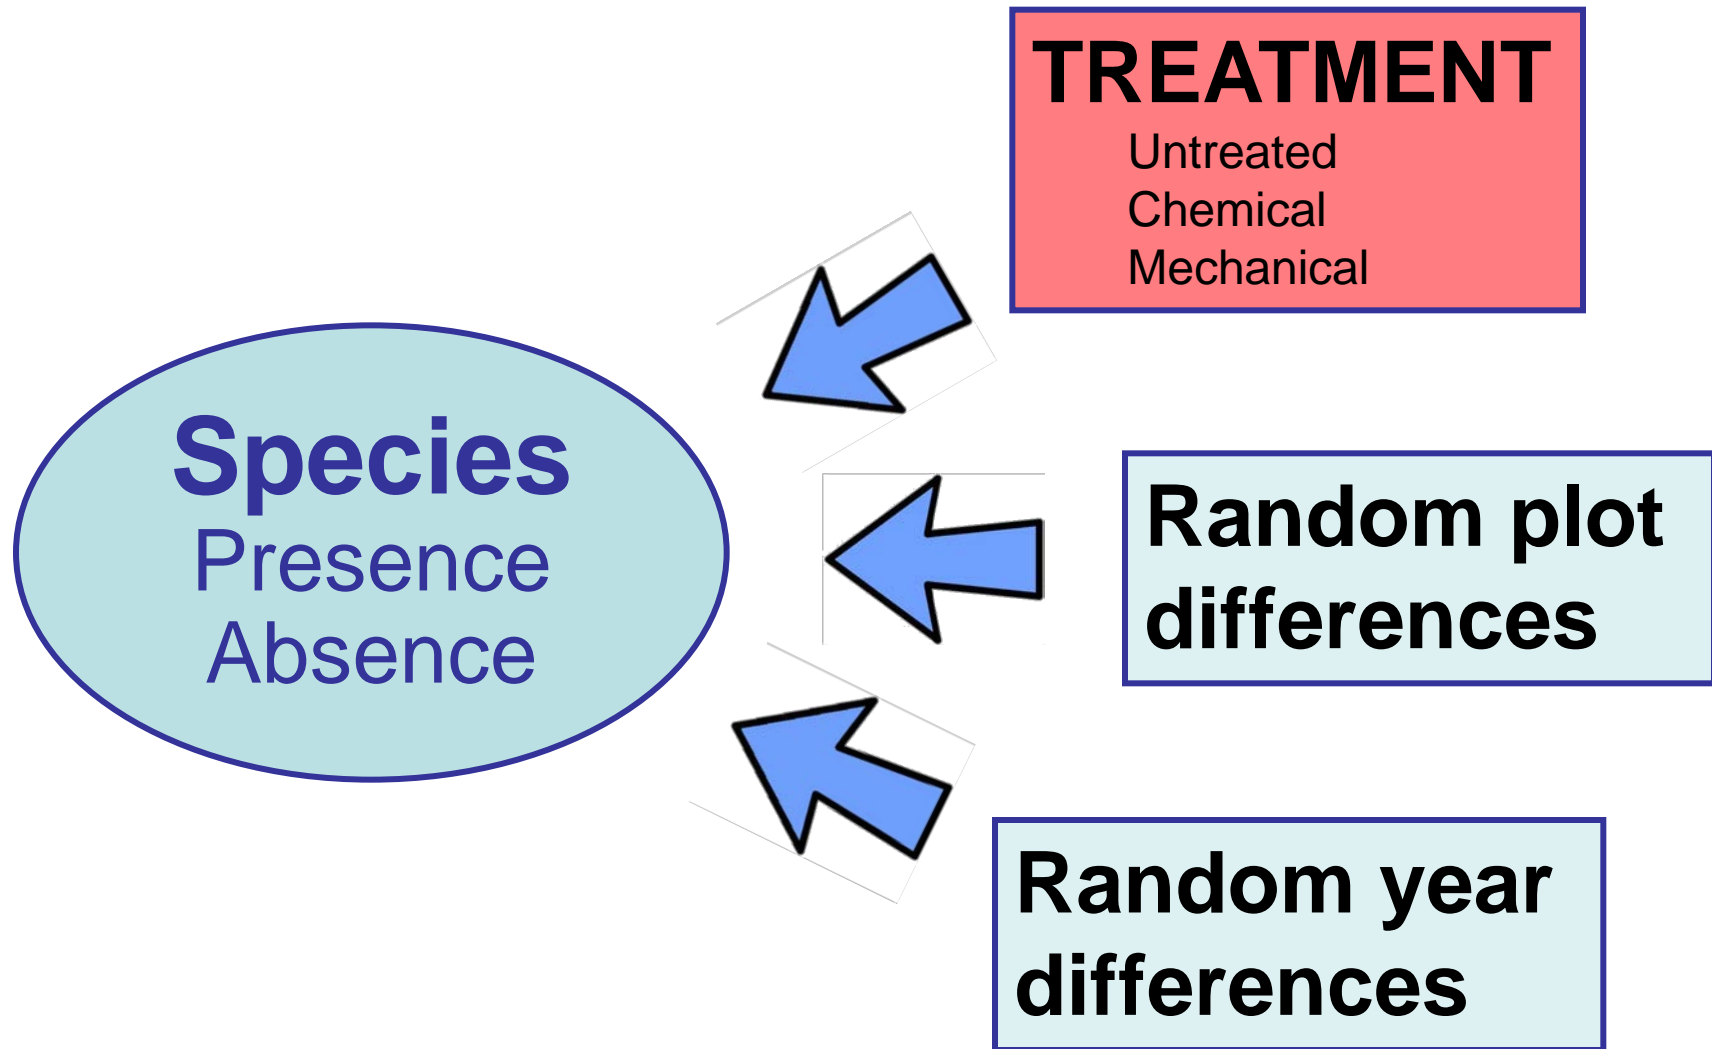 TREATMENT
Untreated
Chemical
Mechanical
Species
Presence
Absence
Random plot
differences
Random year
differences